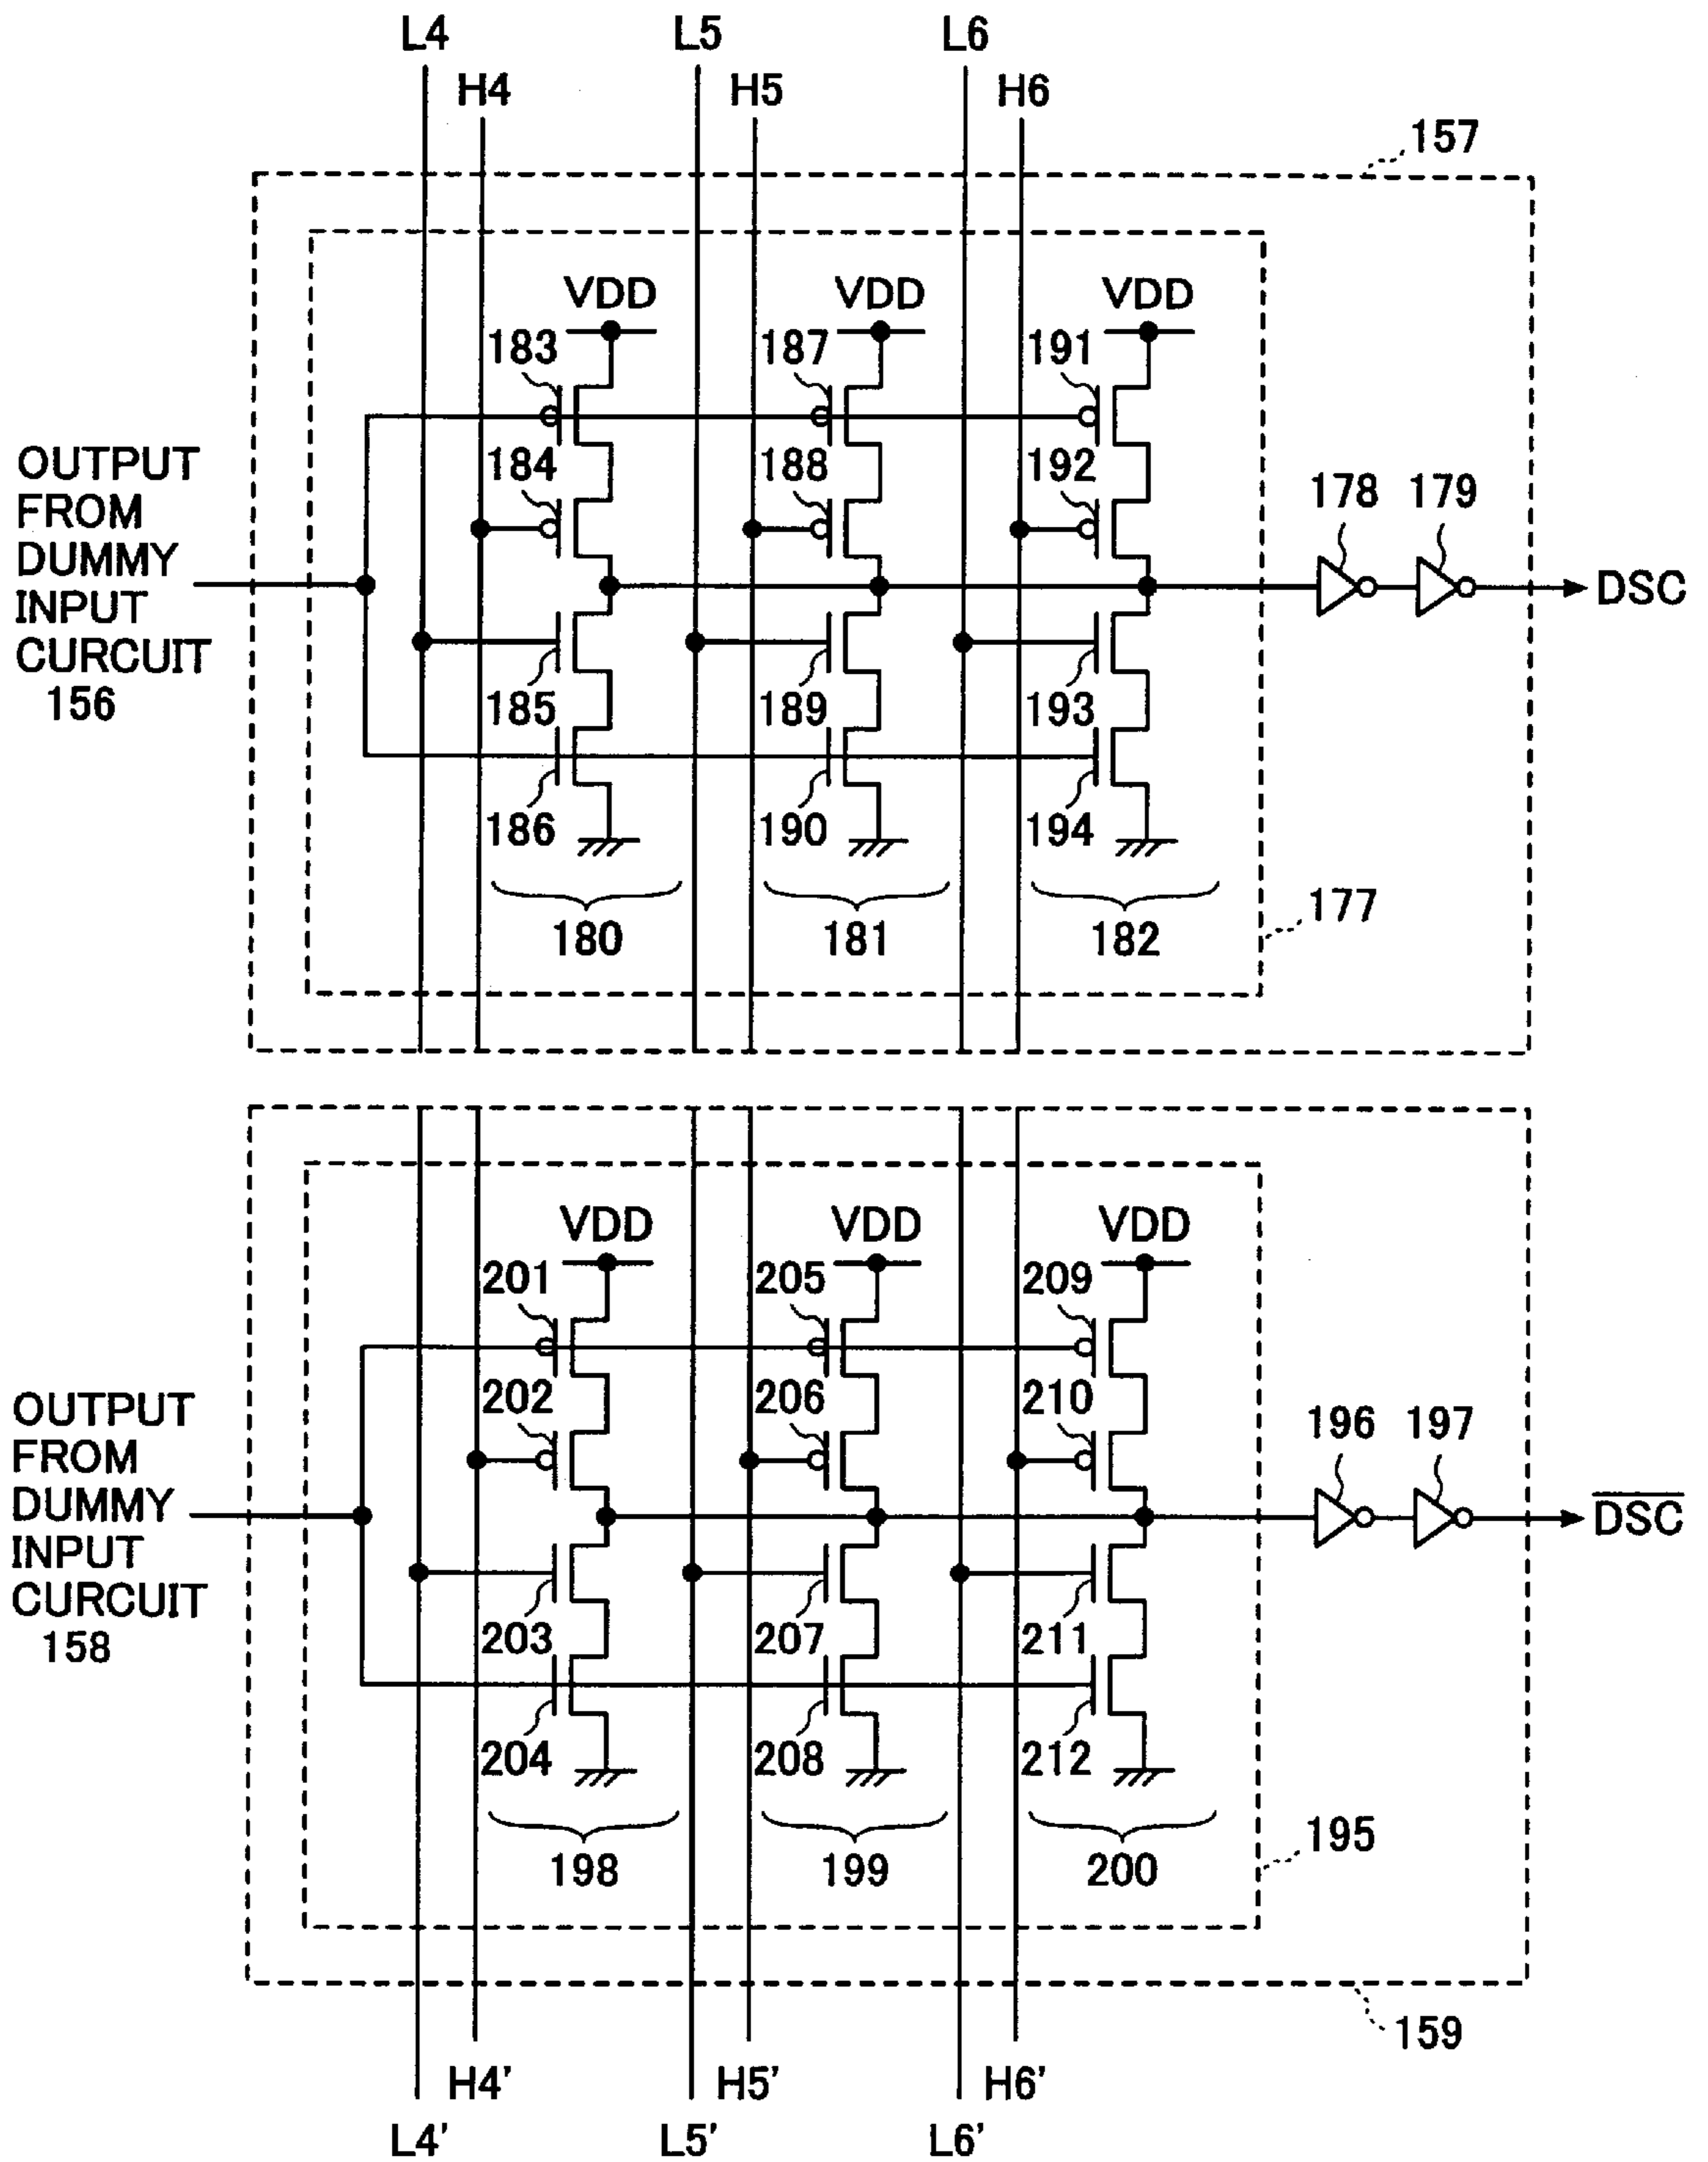 L4 L5 L6
H4 H5 H6
157
VDD VDD VDD
183 187 191
OUTPUT
FROM
DUMMY
INPUT
CURCUIT
156
184 188 192
178 179
DSC
185 189 193
186 190 194
180 181 182
177
VDD VDD VDD
201 205 209
OUTPUT
FROM
DUMMY
INPUT
CURCUIT
158
202 206 210
196 197
DSC
203 207 211
204 208 212
198 199 200
195
159
H4' H5' H6'
L4' L5' L6'